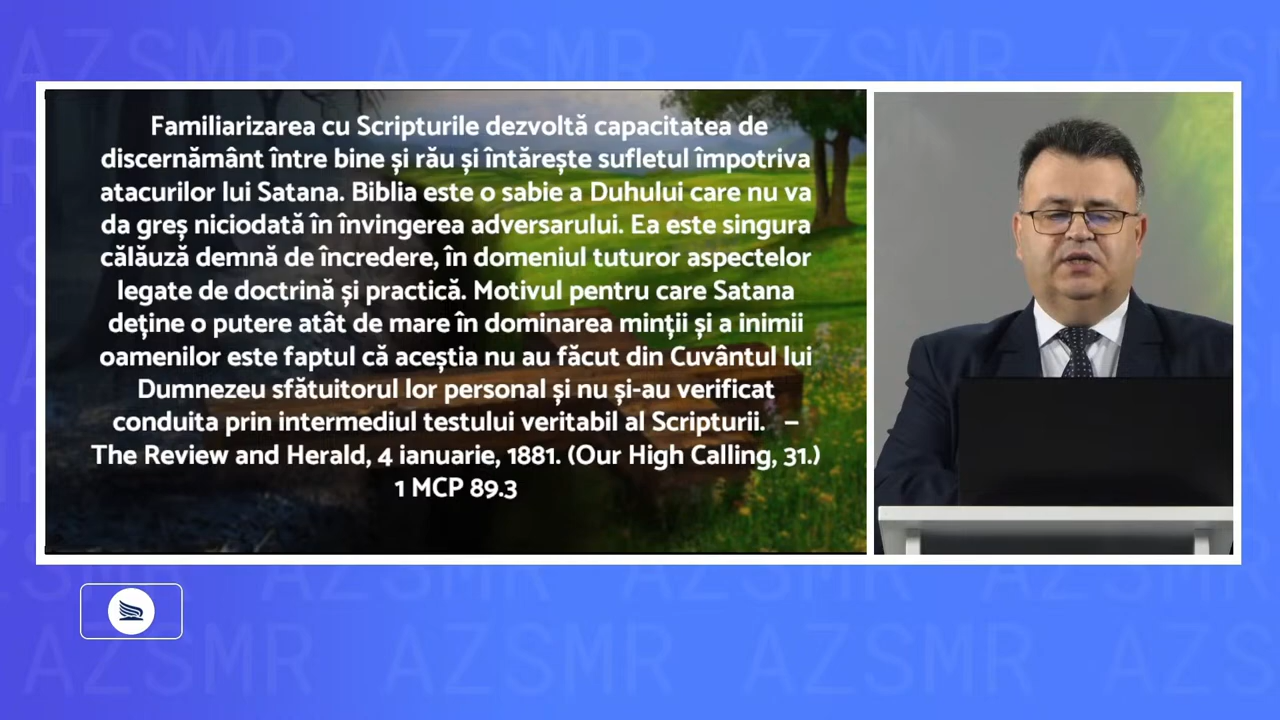 Familiarizarea cu Scripturile dezvoltă capacitatea de
discernământ între bine și rău și întărește sufletul împotriva
atacurilor lui Satana. Biblia este o sabie a Duhului care nu va
da greș niciodată în învingerea adversarului. Ea este singura
călăuză demnă de încredere, în domeniul tuturor aspectelor
legate de doctrină și practică. Motivul pentru care Satana
deține o putere atât de mare în dominarea minții și a inimii
oamenilor este faptul că aceștia nu au făcut din Cuvântul lui
Dumnezeu sfătuitorul lor personal și nu și-au verificat
conduita prin intermediul testului veritabil al Scripturii. –
The Review and Herald, 4 ianuarie, 1881. (Our High Calling, 31.)
1 MCP 89.3
AZSMR AZSMR AZSMR
AZSMR AZSMR AZSMR